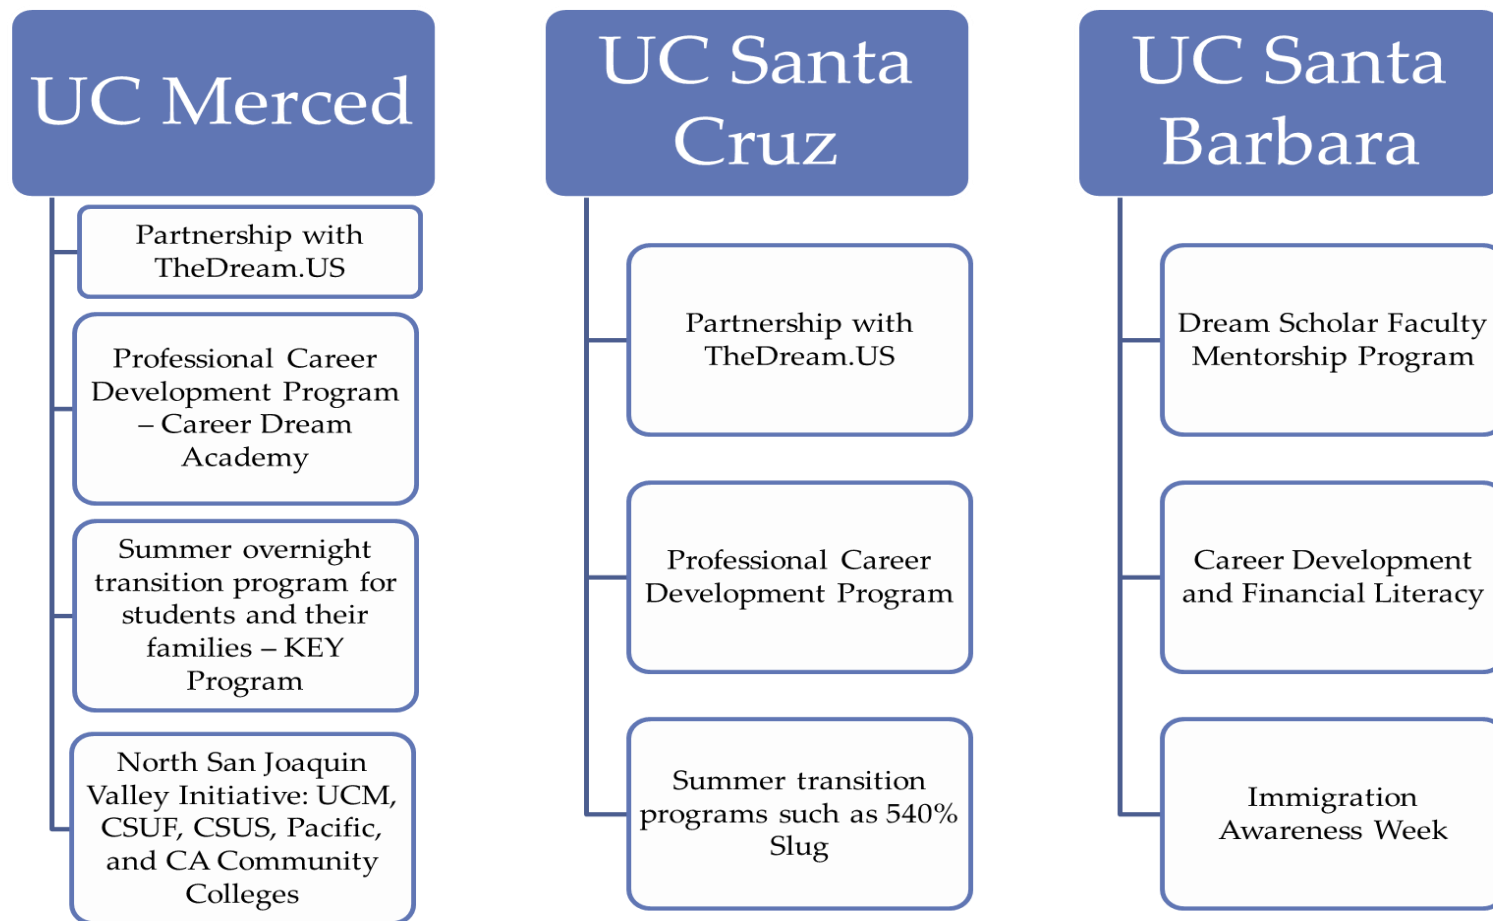 UC Merced
Partnership with
TheDream.US
Professional Career
Development Program
– Career Dream
Academy
Summer overnight
transition program for
students and their
families – KEY
Program
North San Joaquin
Valley Initiative: UCM,
CSUF, CSUS, Pacific,
and CA Community
Colleges
UC Santa
Cruz
Partnership with
TheDream.US
Professional Career
Development Program
Summer transition
programs such as 540%
Slug
UC Santa
Barbara
Dream Scholar Faculty
Mentorship Program
Career Development
and Financial Literacy
Immigration
Awareness Week